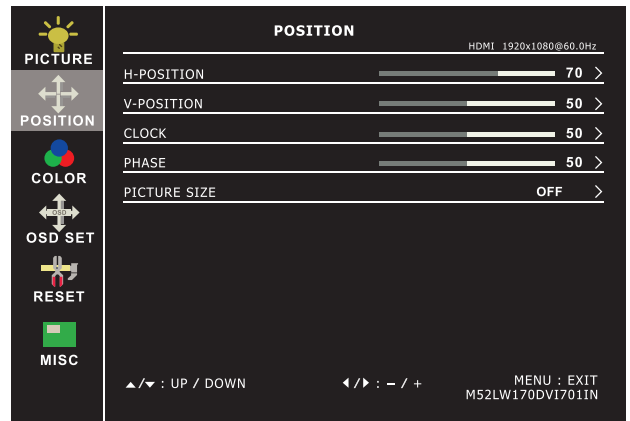 PICTURE
POSITION
COLOR
OSD
OSD SET
RESET
MISC
POSITION
HDMI 1920x1080@60.0Hz
H-POSITION 70 >
V-POSITION 50 >
CLOCK 50 >
PHASE 50 >
PICTURE SIZE OFF >
▲/▼ : UP / DOWN ◀/▶ : – / + MENU : EXIT
M52LW170DVI701IN